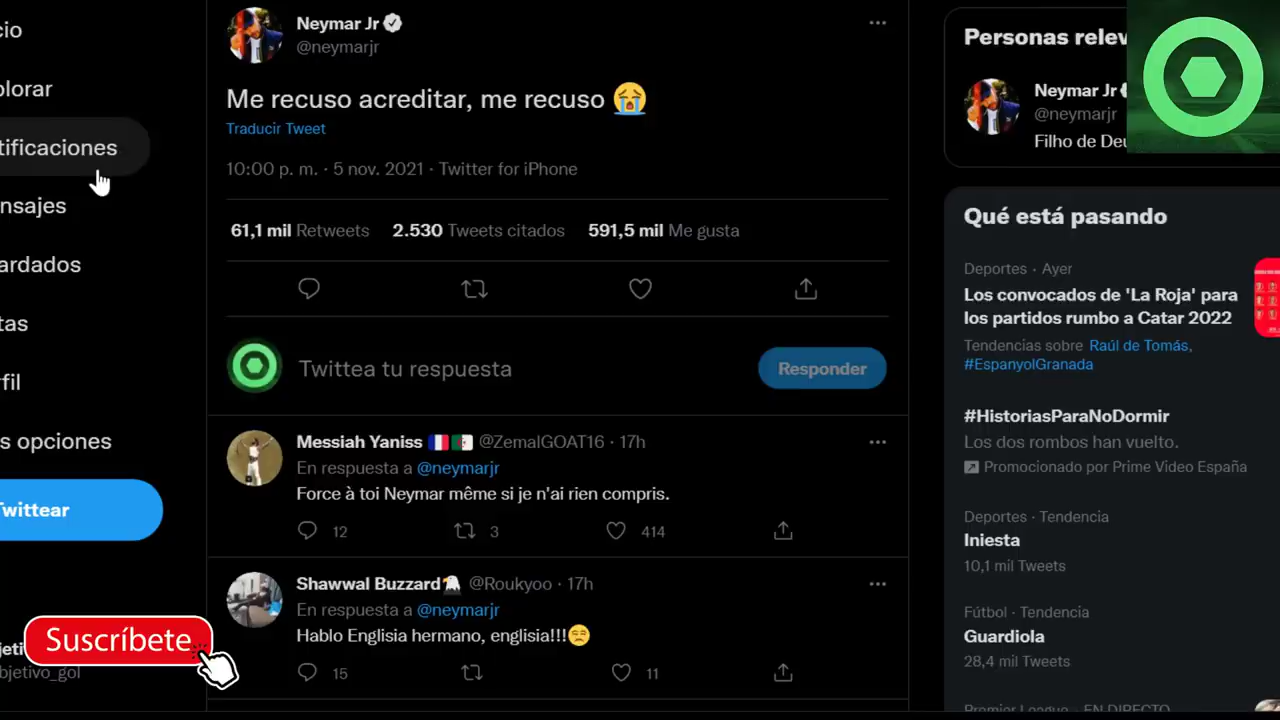 cio
plorar
tificaciones
nsajes
ardados
tas
rfil
s opciones
Twittear
Suscríbete
bjeti
bjetivo_gol
Neymar Jr
@neymarjr
Me recuso acreditar, me recuso 😭
Traducir Tweet
10:00 p. m. · 5 nov. 2021 · Twitter for iPhone
61,1 mil Retweets 2.530 Tweets citados 591,5 mil Me gusta
Twittea tu respuesta
Responder
Messiah Yaniss 🇫🇷🇩🇿 @ZemalGOAT16 · 17h
En respuesta a @neymarjr
Force à toi Neymar même si je n'ai rien compris.
12 3 414
Shawwal Buzzard🦅 @Roukyoo · 17h
En respuesta a @neymarjr
Hablo Englisia hermano, englisia!!!😒
15 11
Personas relev
Neymar Jr
@neymarjr
Filho de Deu
Qué está pasando
Deportes · Ayer
Los convocados de 'La Roja' para
los partidos rumbo a Catar 2022
Tendencias sobre Raúl de Tomás,
#EspanyolGranada
#HistoriasParaNoDormir
Los dos rombos han vuelto.
Promocionado por Prime Video España
Deportes · Tendencia
Iniesta
10,1 mil Tweets
Fútbol · Tendencia
Guardiola
28,4 mil Tweets
Premier League · EN DIRECTO